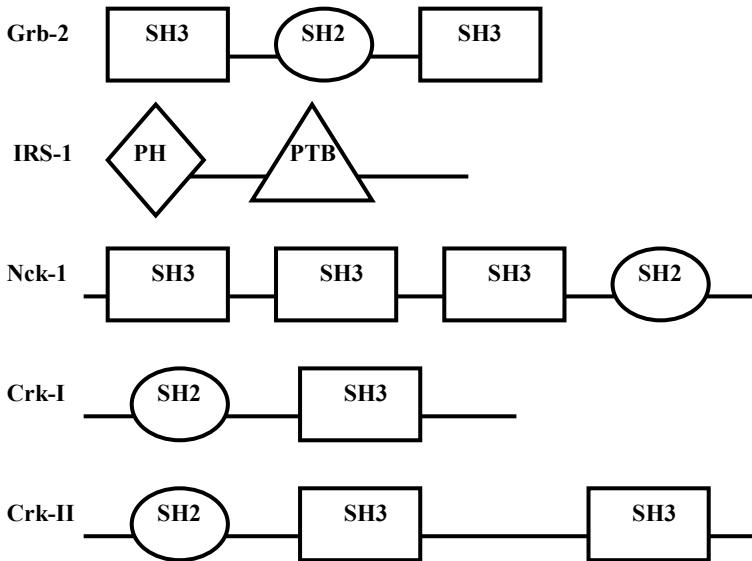 Grb-2 SH3 SH2 SH3
IRS-1 PH PTB
Nck-1 SH3 SH3 SH3 SH2
Crk-I SH2 SH3
Crk-II SH2 SH3 SH3